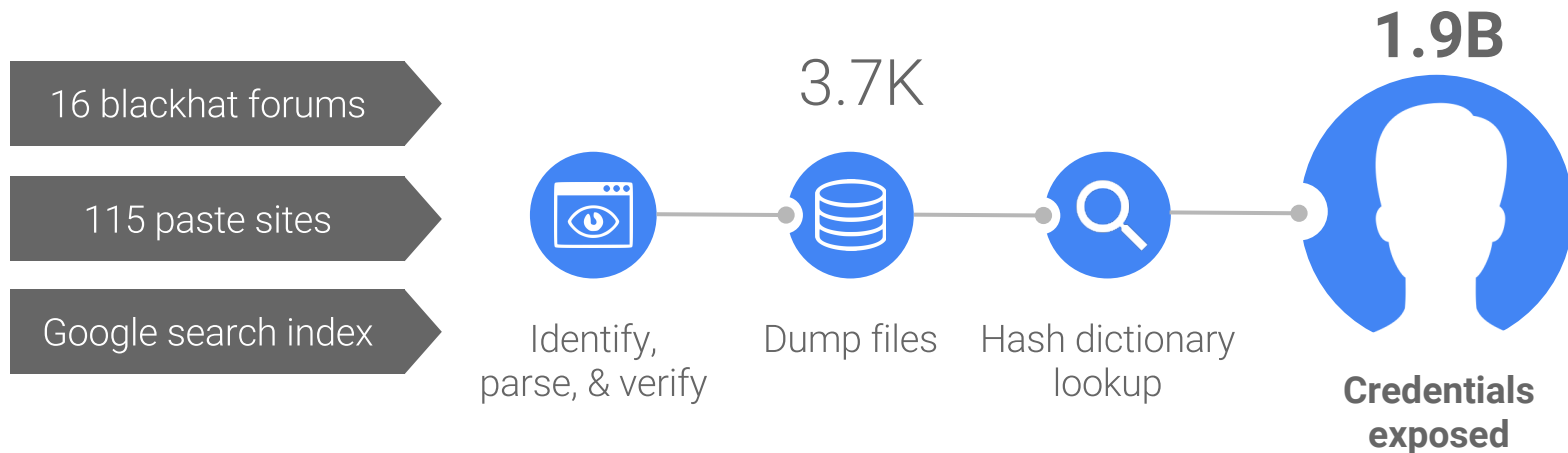 16 blackhat forums
115 paste sites
Google search index
Identify,
parse, & verify
3.7K
Dump files
Hash dictionary
lookup
1.9B
Credentials
exposed